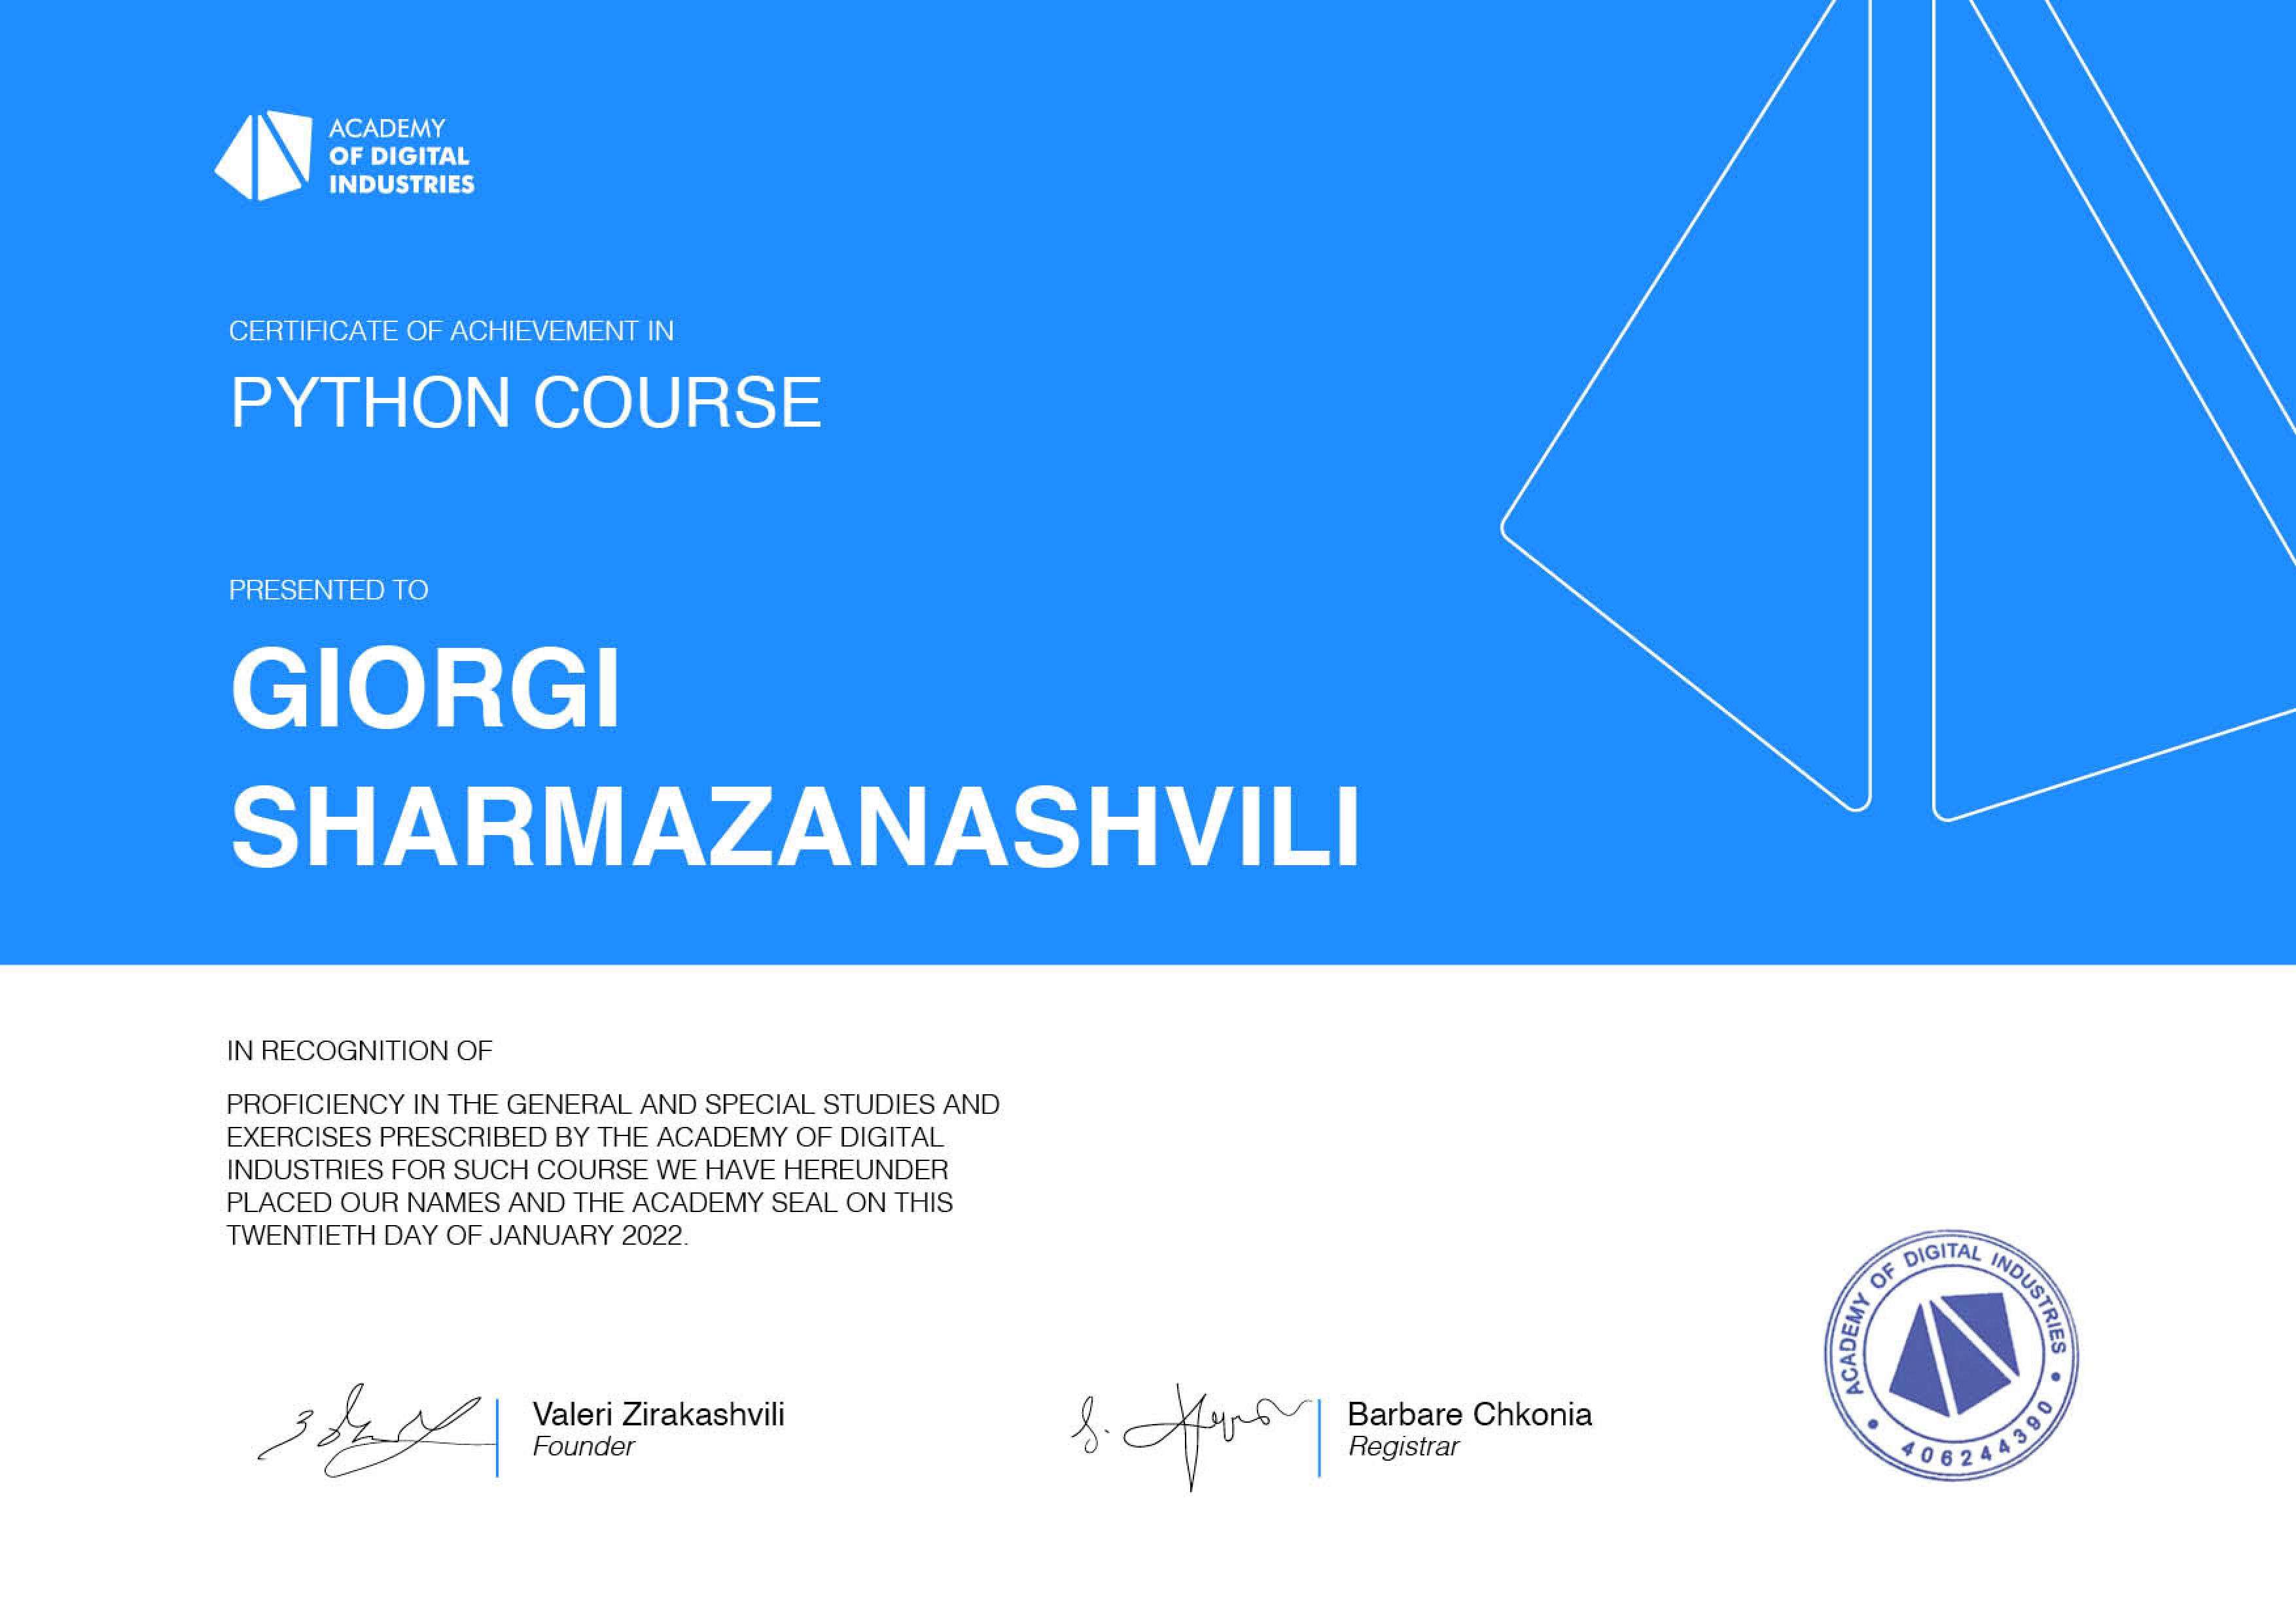 ACADEMY
OF DIGITAL
INDUSTRIES
CERTIFICATE OF ACHIEVEMENT IN
PYTHON COURSE
PRESENTED TO
GIORGI
SHARMAZANASHVILI
IN RECOGNITION OF
PROFICIENCY IN THE GENERAL AND SPECIAL STUDIES AND
EXERCISES PRESCRIBED BY THE ACADEMY OF DIGITAL
INDUSTRIES FOR SUCH COURSE WE HAVE HEREUNDER
PLACED OUR NAMES AND THE ACADEMY SEAL ON THIS
TWENTIETH DAY OF JANUARY 2022.
Valeri Zirakashvili
Founder
Barbare Chkonia
Registrar
ACADEMY OF DIGITAL INDUSTRIES
406244390